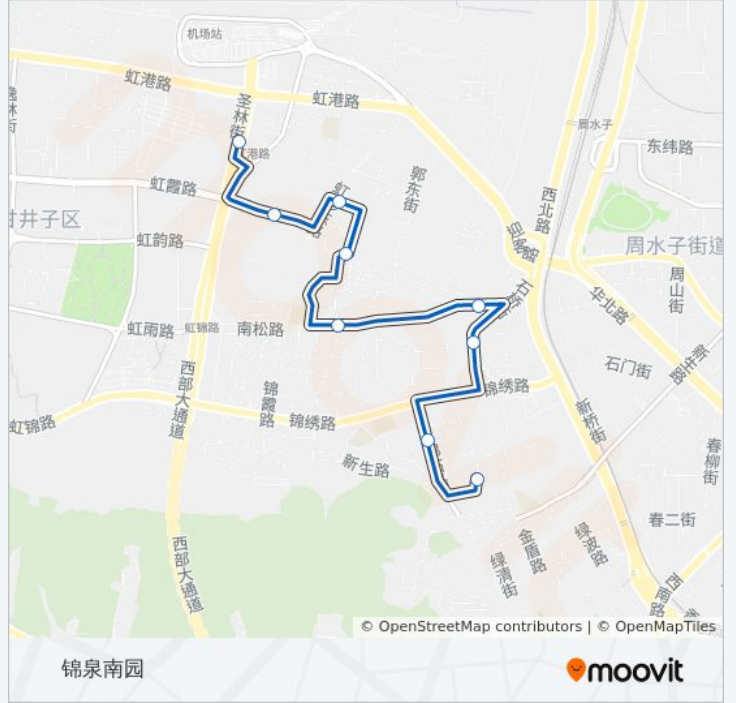 机场站
虹港路
虹港路
圣林街
港路
周水子
东纬路
虹霞路
郭东街
西北路
甘井子区
虹韵路
迎客路
周水子街道
周山街
华北路
虹雨路
虹锦路
南松路
石门街
新生路
西部大通道
锦霞路
锦绣路
锦绣路
虹锦路
新桥街
新生路
春柳街
春二街
西部大通道
绿清街
金盾路
绿波路
西南路
© OpenStreetMap contributors | © OpenMapTiles
锦泉南园
moovit